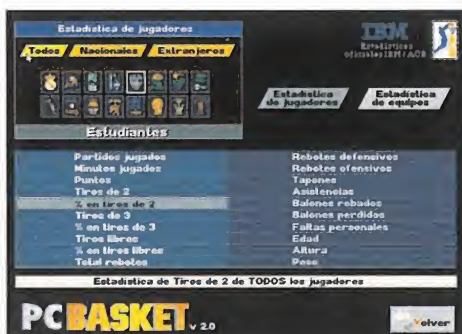 Estadística de jugadores
Todos
Nacionales
Extranjeros
Estudiantes
IBM
Estadísticas
oficiales IBM/ACB
Estadística
de jugadores
Estadística
de equipos
Partidos jugados
Minutos jugados
Puntos
Tiros de 2
% en tiros de 2
Tiros de 3
% en tiros de 3
Tiros libres
% en tiros libres
Total rebotes
Rebotes defensivos
Rebotes ofensivos
Tapones
Asistencias
Balones robados
Balones perdidos
Faltas personales
Edad
Altura
Peso
Estadística de Tiros de 2 de TODOS los jugadores
PC BASKET v 2.0
Volver